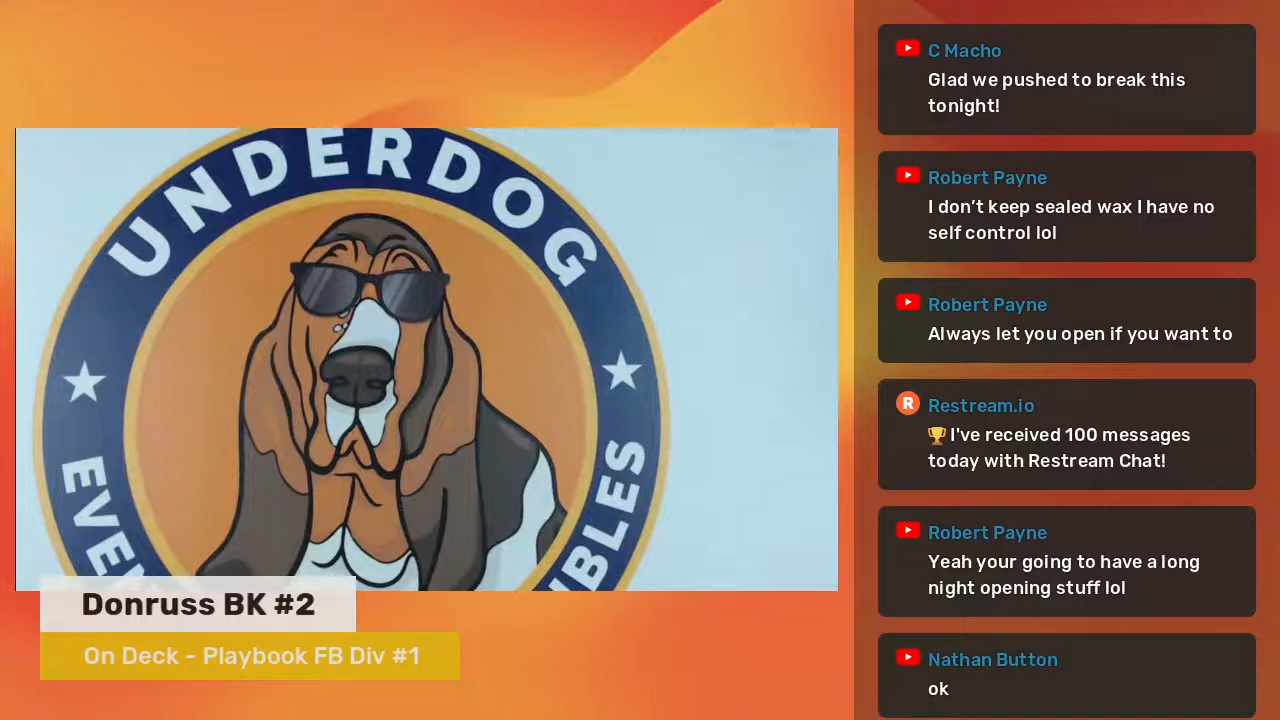 UNDERDOG
EVE
IBLES
Donruss BK #2
On Deck - Playbook FB Div #1
C Macho
Glad we pushed to break this
tonight!
Robert Payne
I don’t keep sealed wax I have no
self control lol
Robert Payne
Always let you open if you want to
R
Restream.io
🏆I've received 100 messages
today with Restream Chat!
Robert Payne
Yeah your going to have a long
night opening stuff lol
Nathan Button
ok